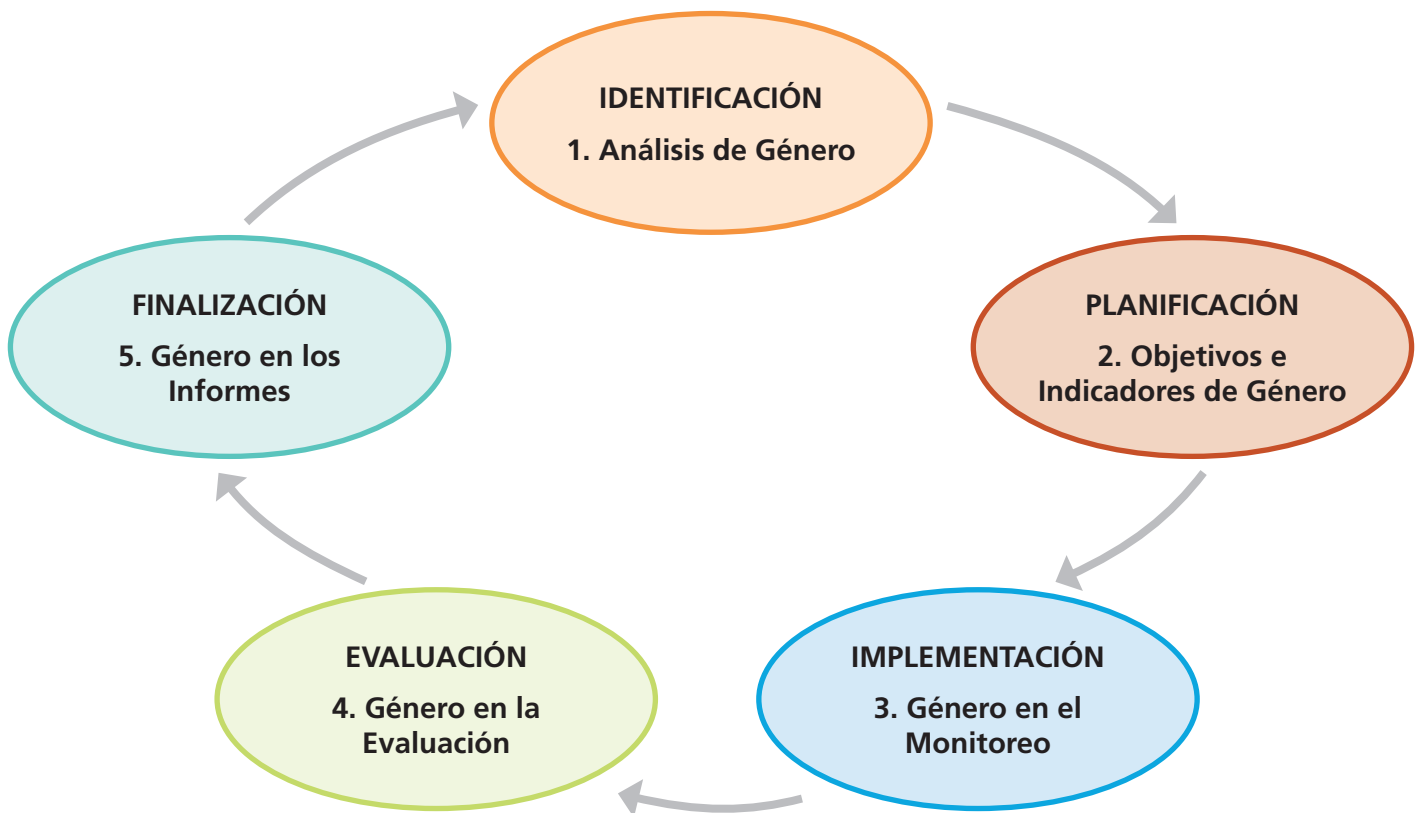 IDENTIFICACIÓN
1. Análisis de Género
PLANIFICACIÓN
2. Objetivos e
Indicadores de Género
IMPLEMENTACIÓN
3. Género en el
Monitoreo
EVALUACIÓN
4. Género en la
Evaluación
FINALIZACIÓN
5. Género en los
Informes